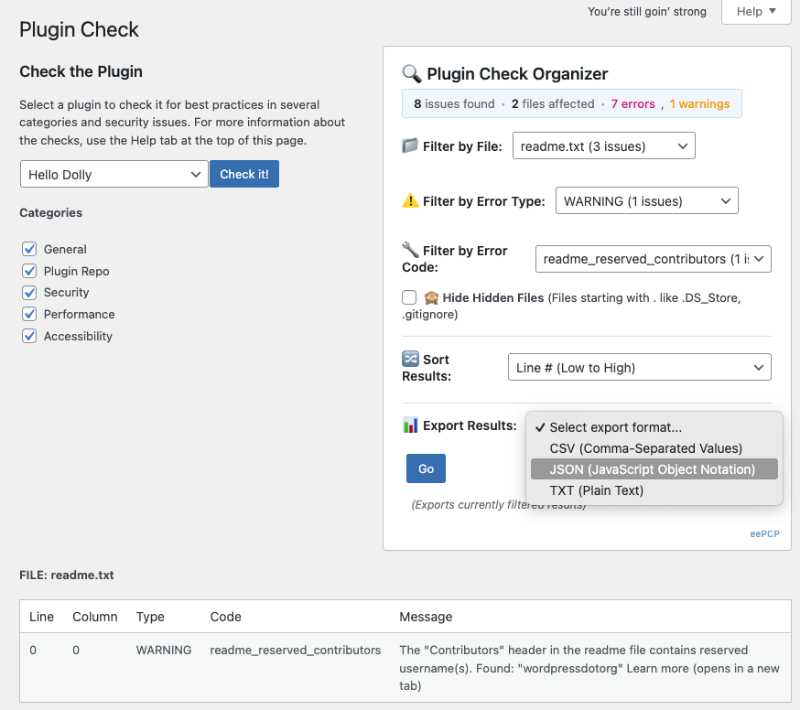 You're still goin' strong
Help ▼
Plugin Check
Check the Plugin
Select a plugin to check it for best practices in several
categories and security issues. For more information about
the checks, use the Help tab at the top of this page.
Hello Dolly
Check it!
Categories
General
Plugin Repo
Security
Performance
Accessibility
Plugin Check Organizer
8 issues found · 2 files affected · 7 errors , 1 warnings
Filter by File: readme.txt (3 issues)
Filter by Error Type: WARNING (1 issues)
Filter by Error
Code:
readme_reserved_contributors (1
Hide Hidden Files (Files starting with . like .DS_Store,
.gitignore)
Sort
Results:
Line # (Low to High)
Export Results:
✓ Select export format...
CSV (Comma-Separated Values)
JSON (JavaScript Object Notation)
TXT (Plain Text)
Go
(Exports currently filtered results)
eePCP
FILE: readme.txt
Line Column Type Code Message
0 0 WARNING readme_reserved_contributors The "Contributors" header in the readme file contains reserved
username(s). Found: "wordpressdotorg" Learn more (opens in a new
tab)